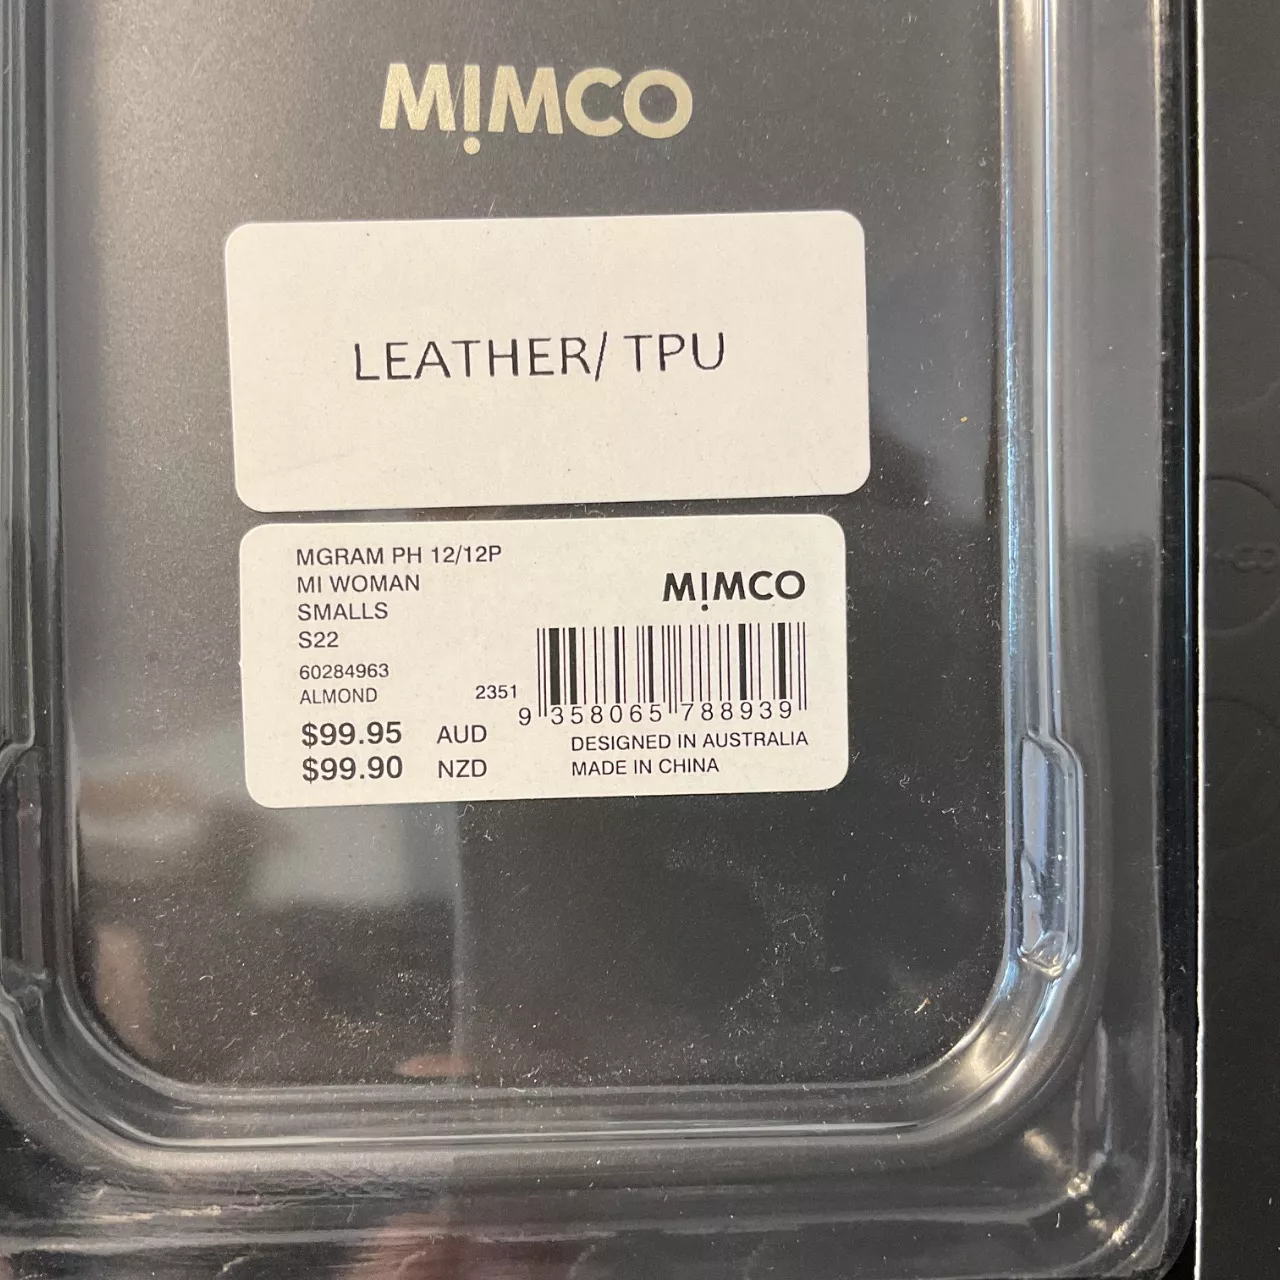 MIMCO
LEATHER/ TPU
MGRAM PH 12/12P
MI WOMAN
SMALLS
S22
60284963
ALMOND
$99.95 AUD
$99.90 NZD
MIMCO
2351
9 358065 788939
DESIGNED IN AUSTRALIA
MADE IN CHINA